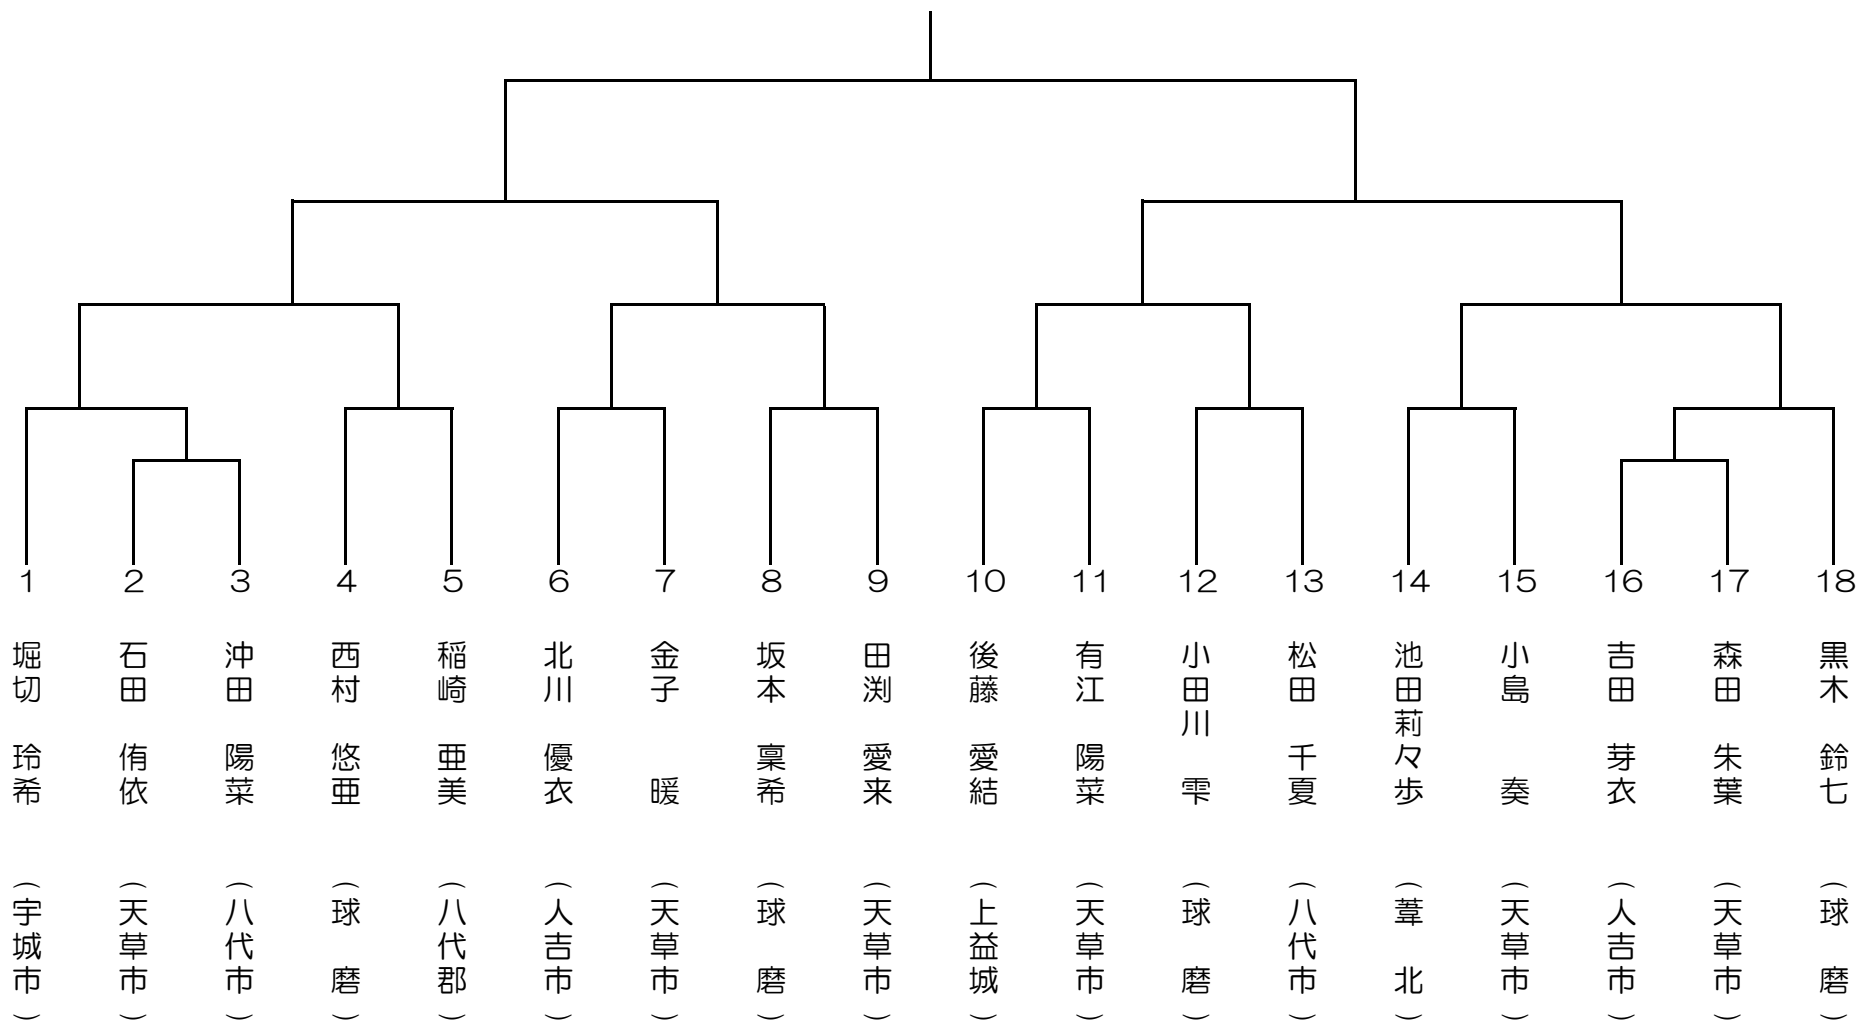 1 堀切 玲希 （宇城市）
2 石田 侑依 （天草市）
3 沖田 陽菜 （八代市）
4 西村 悠亜 （球 磨）
5 稲崎 亜美 （八代郡）
6 北川 優衣 （人吉市）
7 金子 暖 （天草市）
8 坂本 稟希 （球 磨）
9 田渕 愛来 （天草市）
10 後藤 愛結 （上益城）
11 有江 陽菜 （天草市）
12 小田川 雫 （球 磨）
13 松田 千夏 （八代市）
14 池田莉々歩 （葦 北）
15 小島 奏 （天草市）
16 吉田 芽衣 （人吉市）
17 森田 朱葉 （天草市）
18 黒木 鈴七 （球 磨）